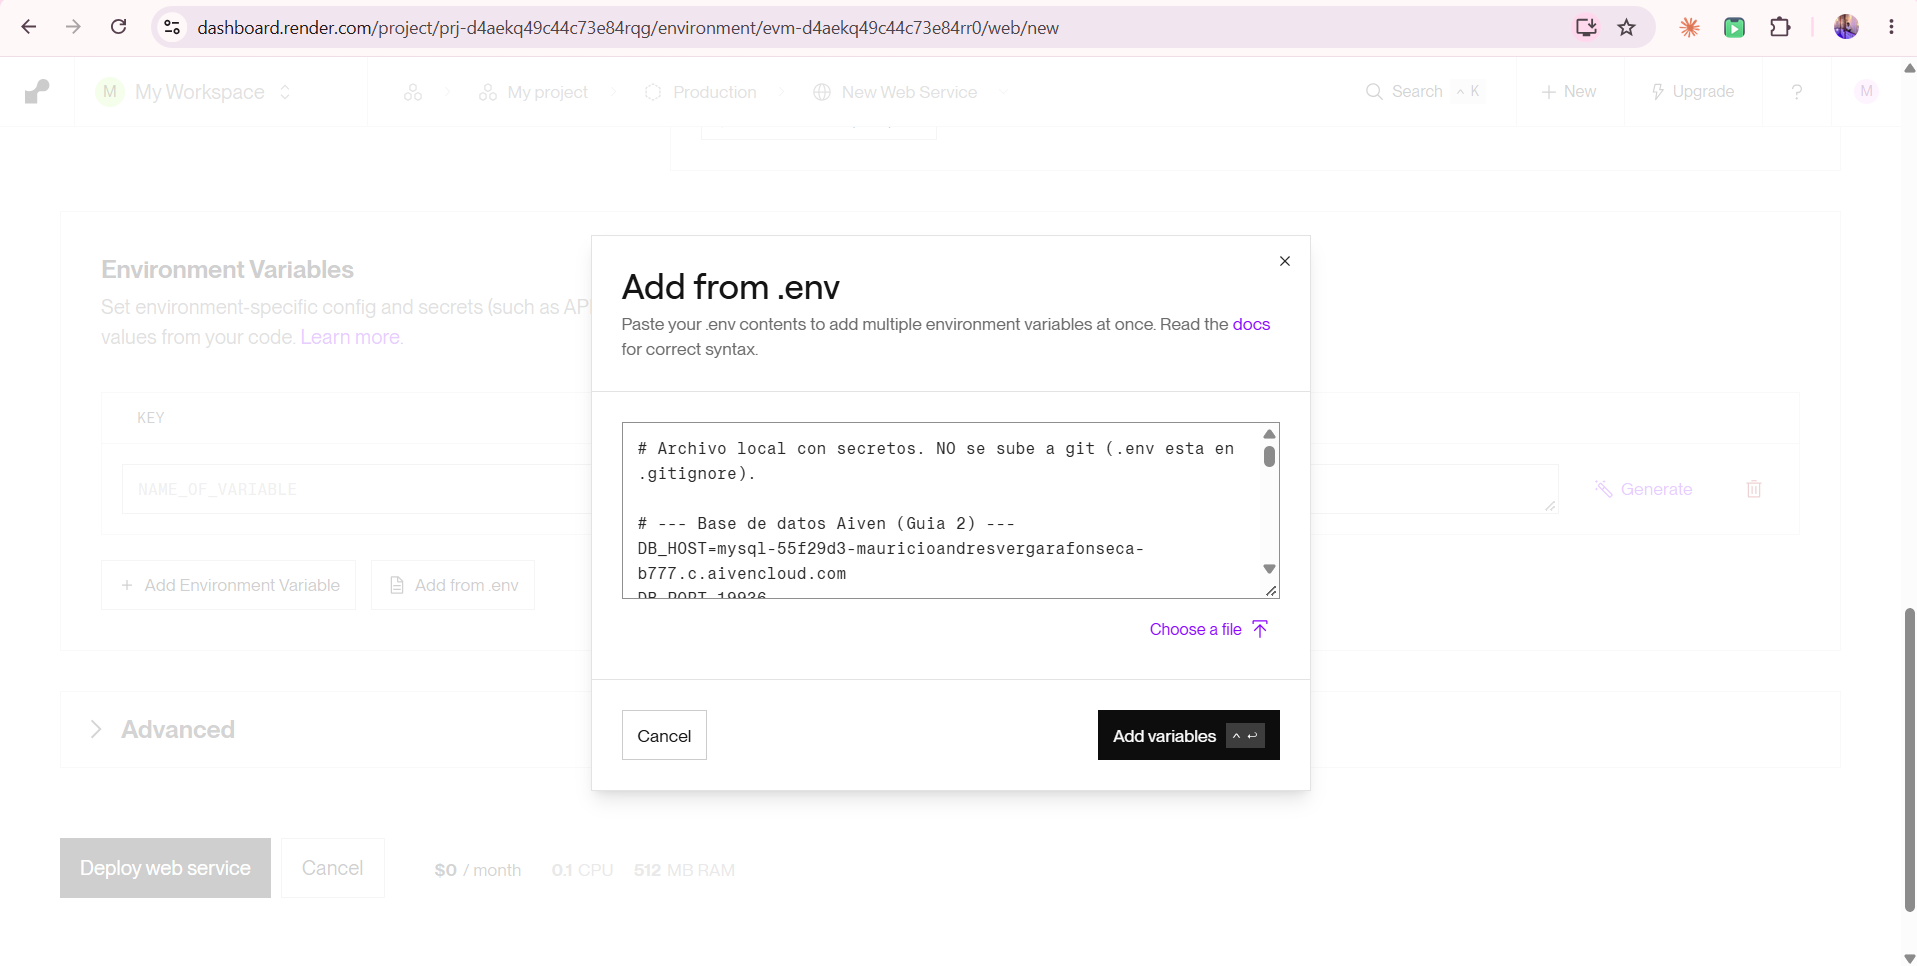 dashboard.render.com/project/prj-d4aekq49c44c73e84rqg/environment/evm-d4aekq49c44c73e84rr0/web/new
M My Workspace
My project
Production
New Web Service
Search ^ K
+ New
Upgrade
?
M
Environment Variables
Set environment-specific config and secrets (such as AP
values from your code. Learn more.
KEY
NAME_OF_VARIABLE
Generate
+ Add Environment Variable
Add from .env
Advanced
Deploy web service
Cancel
$0 / month
0.1 CPU
512 MB RAM
Add from .env
Paste your .env contents to add multiple environment variables at once. Read the docs
for correct syntax.
# Archivo local con secretos. NO se sube a git (.env esta en
.gitignore).
# --- Base de datos Aiven (Guia 2) ---
DB_HOST=mysql-55f29d3-mauricioandresvergarafonseca-
b777.c.aivencloud.com
Choose a file
Cancel
Add variables ^ ↵